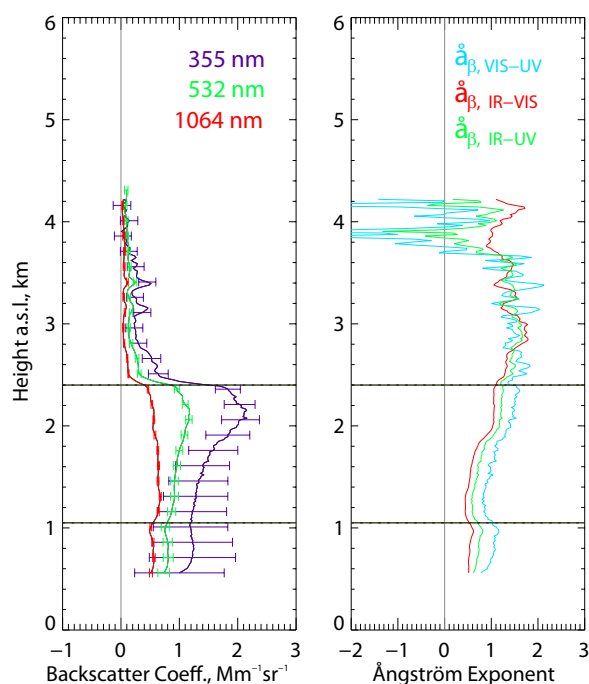 6
5
4
3
2
1
0
Height a.s.l., km
355 nm
532 nm
1064 nm
−1 0 1 2 3
Backscatter Coeff., Mm⁻¹sr⁻¹
6
5
4
3
2
1
0
å_β, VIS−UV
å_β, IR−VIS
å_β, IR−UV
−2 −1 0 1 2 3
Ångström Exponent